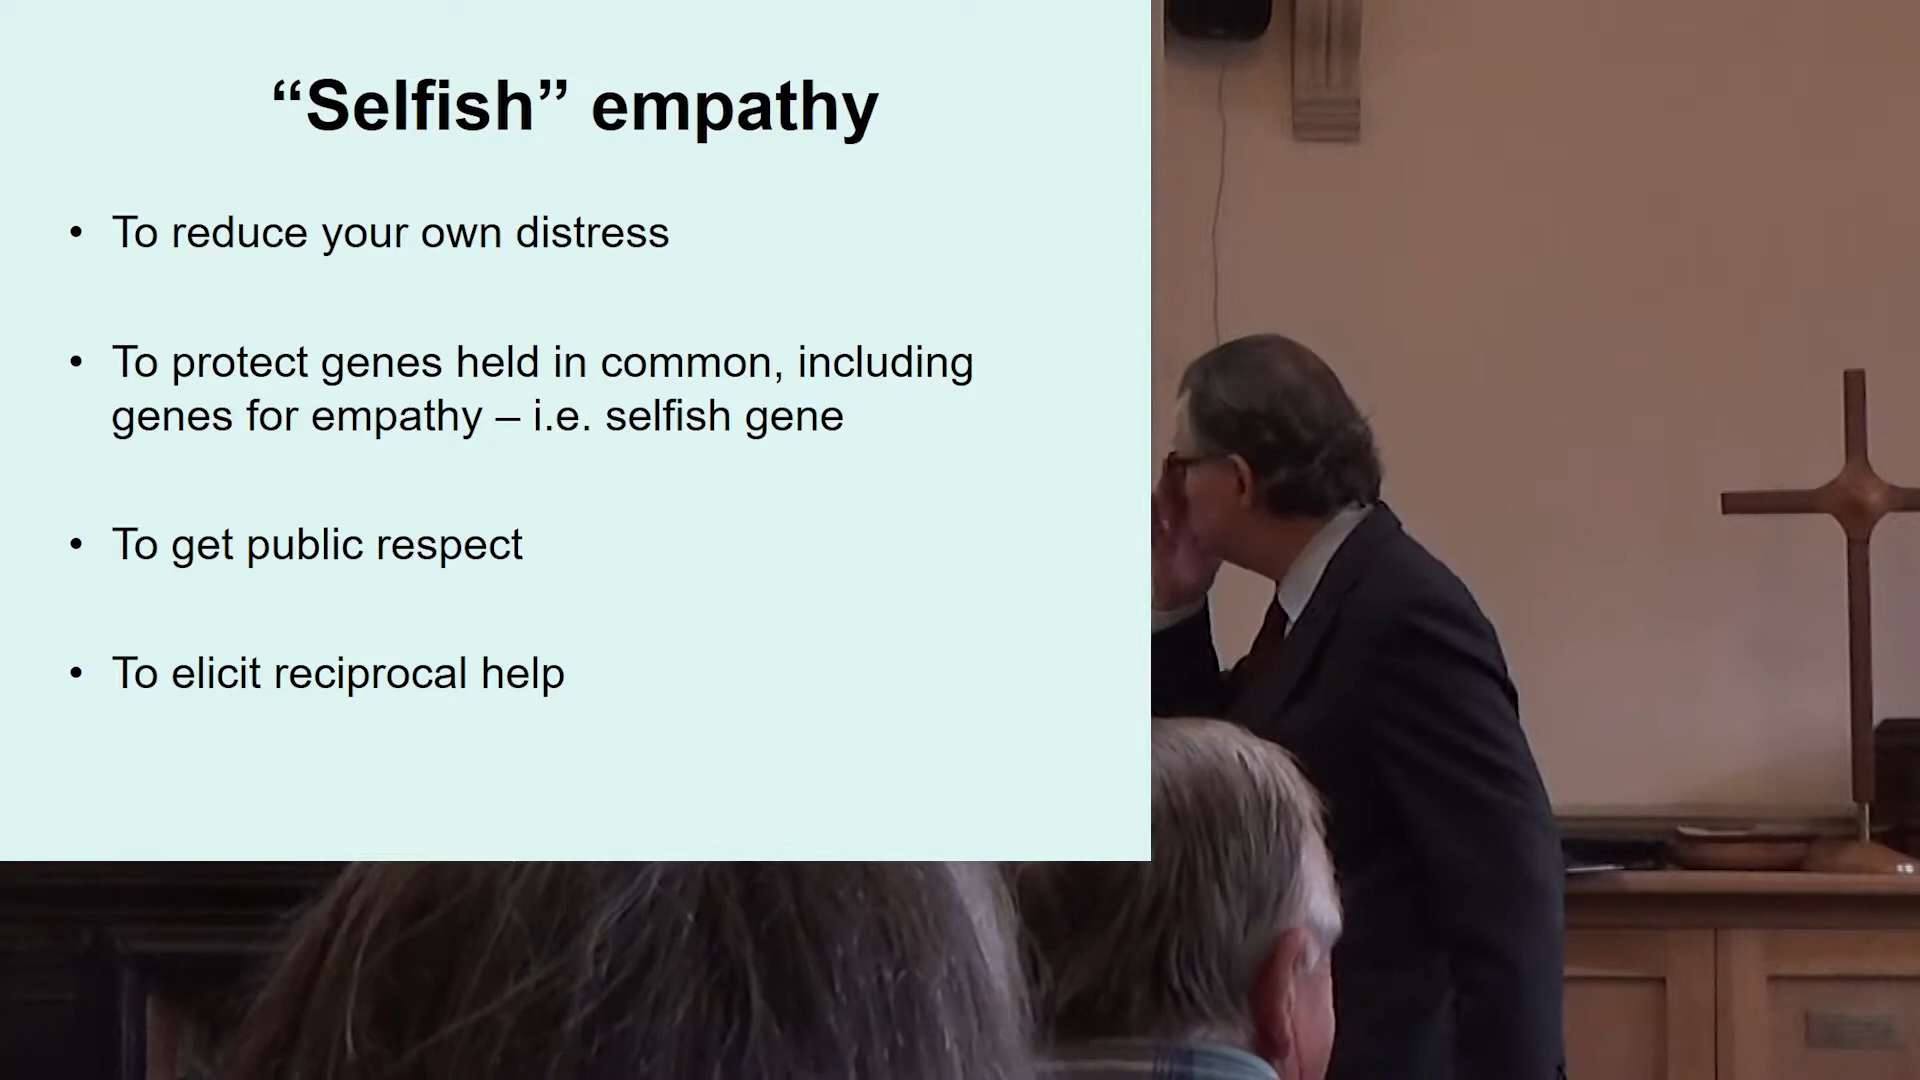 “Selfish” empathy
• To reduce your own distress
• To protect genes held in common, including
genes for empathy – i.e. selfish gene
• To get public respect
• To elicit reciprocal help